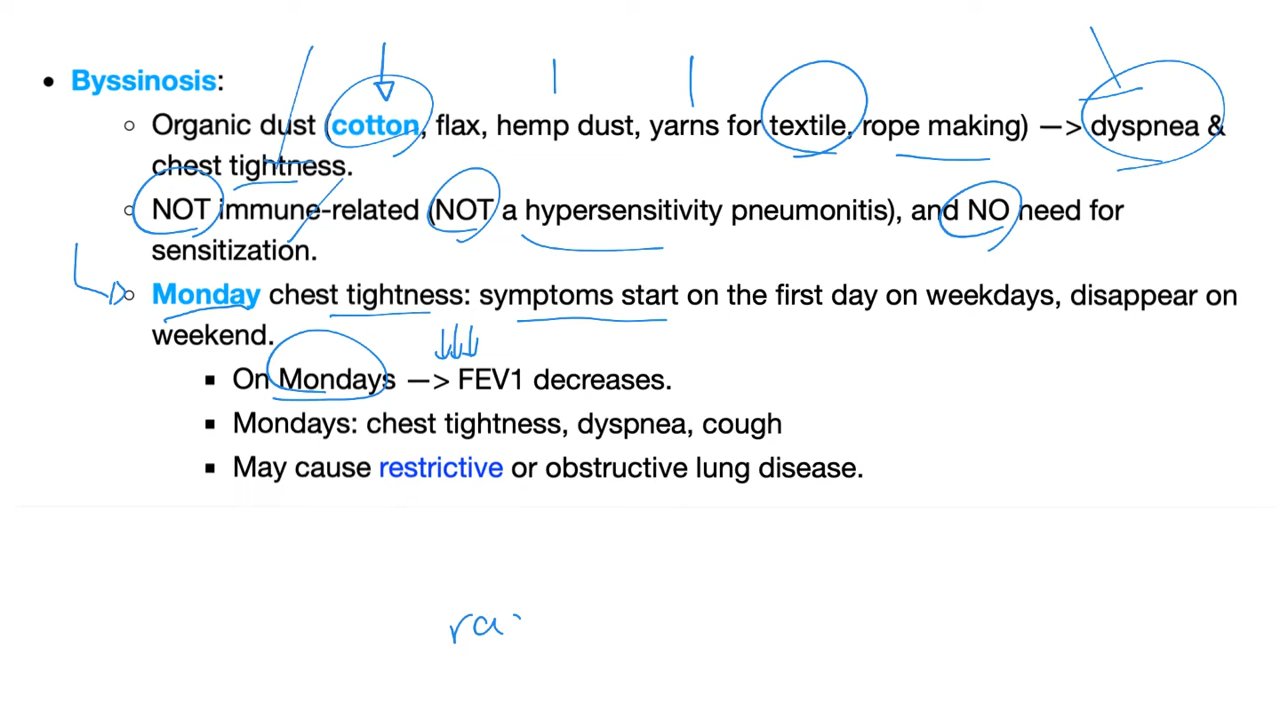 • Byssinosis:
○ Organic dust (cotton, flax, hemp dust, yarns for textile, rope making) —> dyspnea &
chest tightness.
○ NOT immune-related (NOT a hypersensitivity pneumonitis), and NO need for
sensitization.
○ Monday chest tightness: symptoms start on the first day on weekdays, disappear on
weekend.
▪ On Mondays —> FEV1 decreases.
▪ Mondays: chest tightness, dyspnea, cough
▪ May cause restrictive or obstructive lung disease.
ra